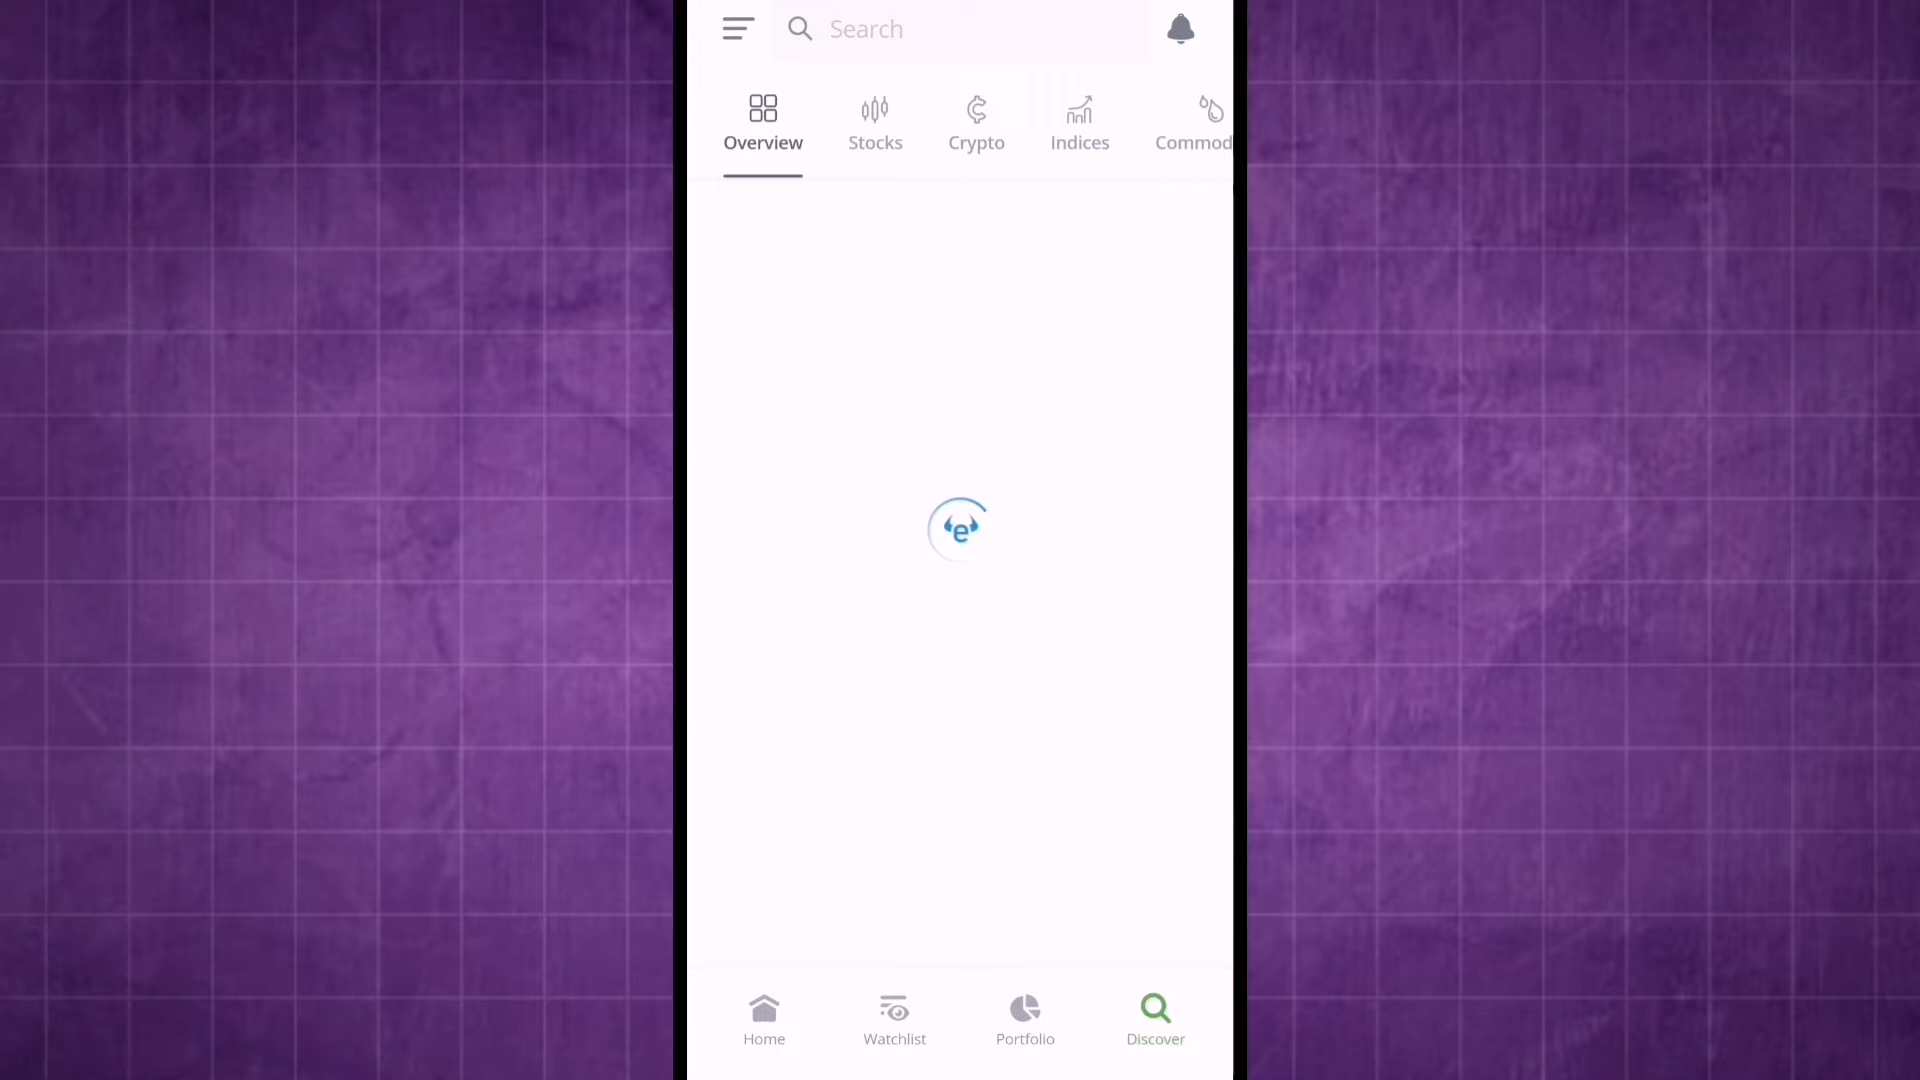 Search
Overview Stocks Crypto Indices Commod
e
Home Watchlist Portfolio Discover